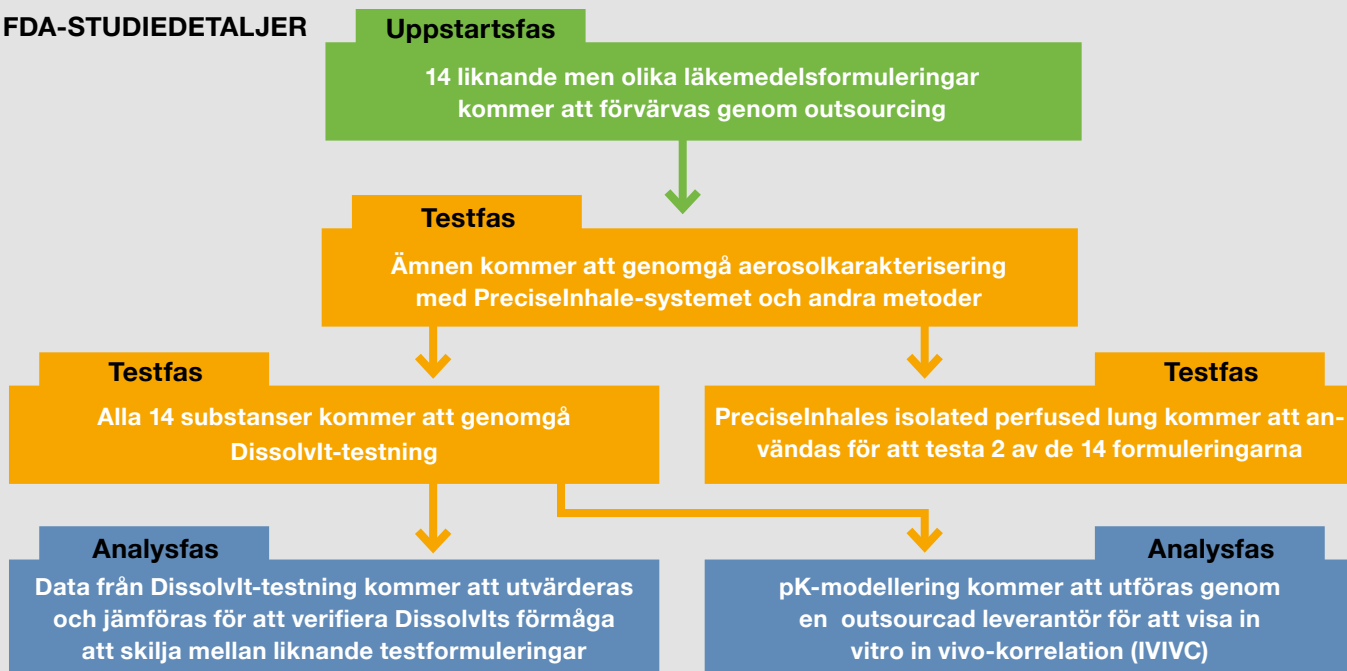 FDA-STUDIEDETALJER
Uppstartsfas
14 liknande men olika läkemedelsformuleringar
kommer att förvärvas genom outsourcing
Testfas
Ämnen kommer att genomgå aerosolkarakterisering
med PreciseInhale-systemet och andra metoder
Testfas
Alla 14 substanser kommer att genomgå
DissolvIt-testning
Testfas
PreciseInhales isolated perfused lung kommer att an-
vändas för att testa 2 av de 14 formuleringarna
Analysfas
Data från DissolvIt-testning kommer att utvärderas
och jämföras för att verifiera DissolvIts förmåga
att skilja mellan liknande testformuleringar
Analysfas
pK-modellering kommer att utföras genom
en outsourcad leverantör för att visa in
vitro in vivo-korrelation (IVIVC)